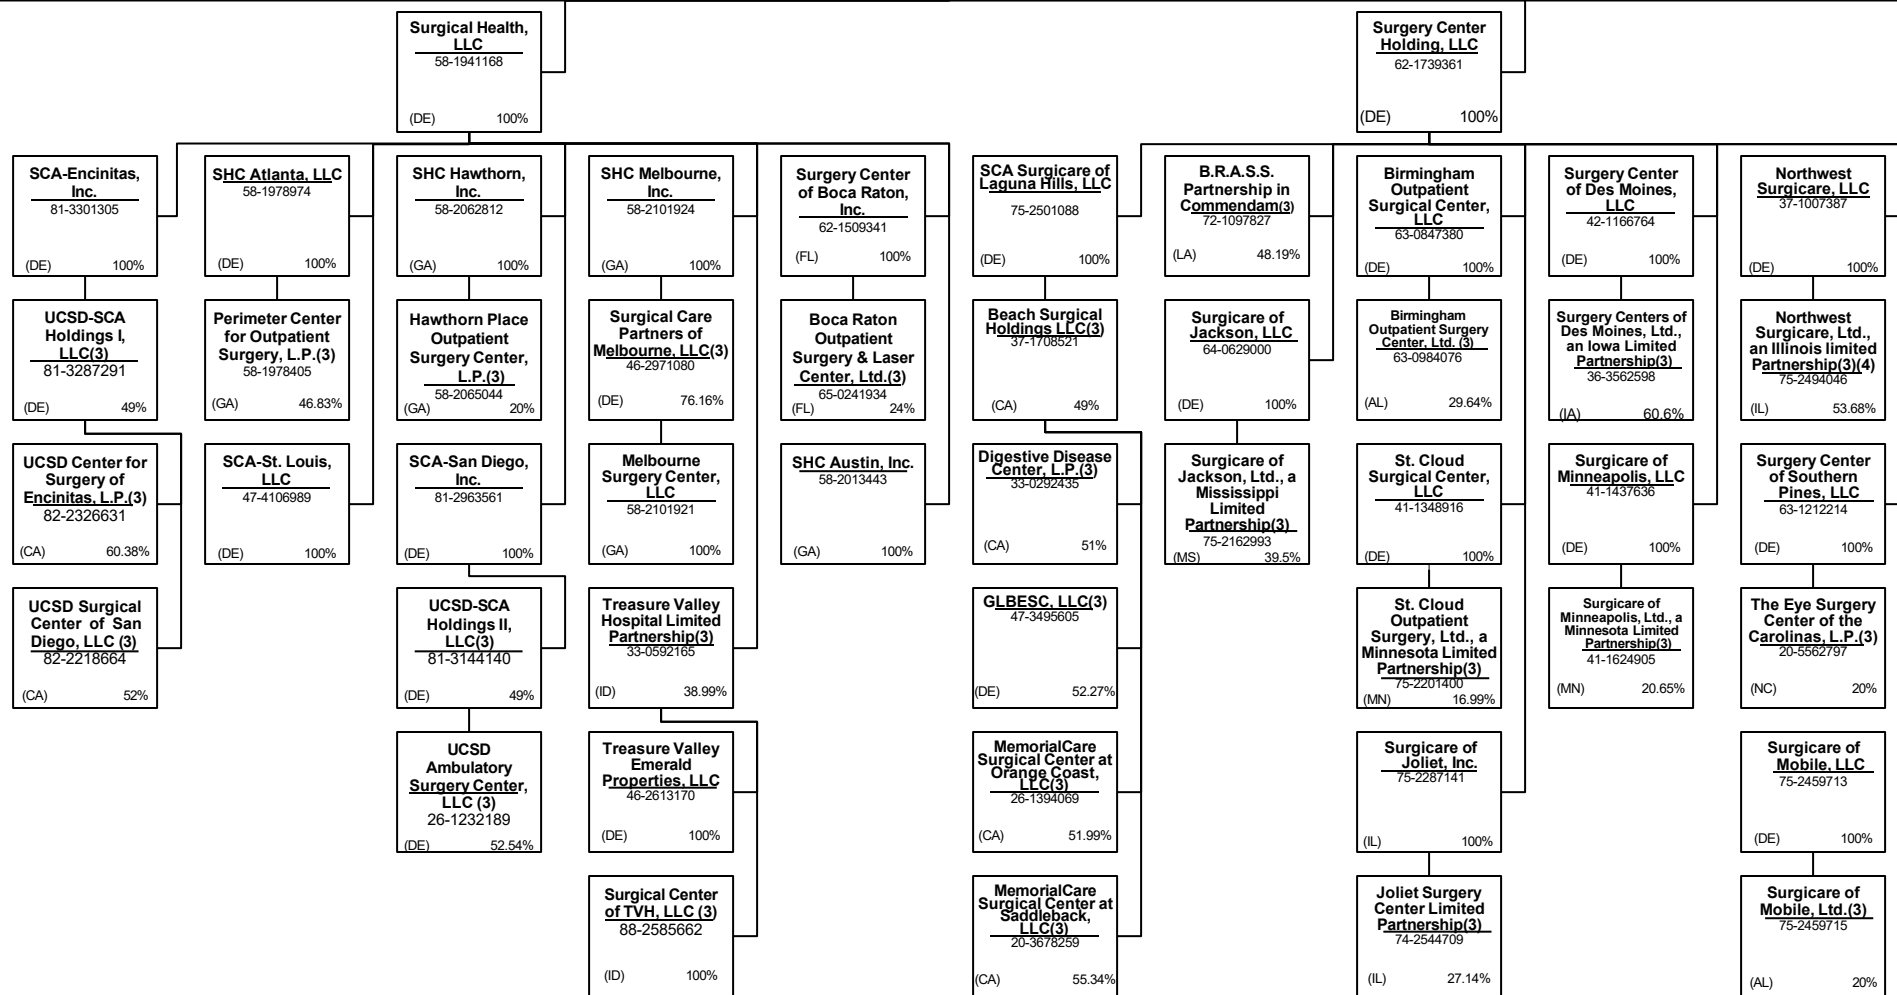 Surgical Health,
LLC
58-1941168
(DE) 100%
Surgery Center
Holding, LLC
62-1739361
(DE) 100%
SCA-Encinitas,
Inc.
81-3301305
(DE) 100%
SHC Atlanta, LLC
58-1978974
(DE) 100%
SHC Hawthorn,
Inc.
58-2062812
(GA) 100%
SHC Melbourne,
Inc.
58-2101924
(GA) 100%
Surgery Center
of Boca Raton,
Inc.
62-1509341
(FL) 100%
SCA Surgicare of
Laguna Hills, LLC
75-2501088
(DE) 100%
B.R.A.S.S.
Partnership in
Commendam(3)
72-1097827
(LA) 48.19%
Birmingham
Outpatient
Surgical Center,
LLC
63-0847380
(DE) 100%
Surgery Center
of Des Moines,
LLC
42-1166764
(DE) 100%
Northwest
Surgicare, LLC
37-1007387
(DE) 100%
UCSD-SCA
Holdings I,
LLC(3)
81-3287291
(DE) 49%
Perimeter Center
for Outpatient
Surgery, L.P.(3)
58-1978405
(GA) 46.83%
Hawthorn Place
Outpatient
Surgery Center,
L.P.(3)
58-2065044
(GA) 20%
Surgical Care
Partners of
Melbourne, LLC(3)
46-2971080
(DE) 76.16%
Boca Raton
Outpatient
Surgery & Laser
Center, Ltd.(3)
65-0241934
(FL) 24%
Beach Surgical
Holdings LLC(3)
37-1708521
(CA) 49%
Surgicare of
Jackson, LLC
64-0629000
(DE) 100%
Birmingham
Outpatient Surgery
Center, Ltd. (3)
63-0984076
(AL) 29.64%
Surgery Centers of
Des Moines, Ltd.,
an Iowa Limited
Partnership(3)
36-3562598
(IA) 60.6%
Northwest
Surgicare, Ltd.,
an Illinois limited
Partnership(3)(4)
75-2494046
(IL) 53.68%
UCSD Center for
Surgery of
Encinitas, L.P.(3)
82-2326631
(CA) 60.38%
SCA-St. Louis,
LLC
47-4106989
(DE) 100%
SCA-San Diego,
Inc.
81-2963561
(DE) 100%
Melbourne
Surgery Center,
LLC
58-2101921
(GA) 100%
SHC Austin, Inc.
58-2013443
(GA) 100%
Digestive Disease
Center, L.P.(3)
33-0292435
(CA) 51%
Surgicare of
Jackson, Ltd., a
Mississippi
Limited
Partnership(3)
75-2162993
(MS) 39.5%
St. Cloud
Surgical Center,
LLC
41-1348916
(DE) 100%
Surgicare of
Minneapolis, LLC
41-1437636
(DE) 100%
Surgery Center
of Southern
Pines, LLC
63-1212214
(DE) 100%
UCSD Surgical
Center of San
Diego, LLC (3)
82-2218664
(CA) 52%
UCSD-SCA
Holdings II,
LLC(3)
81-3144140
(DE) 49%
Treasure Valley
Hospital Limited
Partnership(3)
33-0592165
(ID) 38.99%
GLBESC, LLC(3)
47-3495605
(DE) 52.27%
St. Cloud
Outpatient
Surgery, Ltd., a
Minnesota Limited
Partnership(3)
75-2201400
(MN) 16.99%
Surgicare of
Minneapolis, Ltd., a
Minnesota Limited
Partnership(3)
41-1624905
(MN) 20.65%
The Eye Surgery
Center of the
Carolinas, L.P.(3)
20-5562797
(NC) 20%
UCSD
Ambulatory
Surgery Center,
LLC (3)
26-1232189
(DE) 52.54%
Treasure Valley
Emerald
Properties, LLC
46-2613170
(DE) 100%
MemorialCare
Surgical Center at
Orange Coast,
LLC(3)
26-1394069
(CA) 51.99%
Surgicare of
Joliet, Inc.
75-2287141
(IL) 100%
Surgicare of
Mobile, LLC
75-2459713
(DE) 100%
Surgical Center
of TVH, LLC (3)
88-2585662
(ID) 100%
MemorialCare
Surgical Center at
Saddleback,
LLC(3)
20-3678259
(CA) 55.34%
Joliet Surgery
Center Limited
Partnership(3)
74-2544709
(IL) 27.14%
Surgicare of
Mobile, Ltd.(3)
75-2459715
(AL) 20%